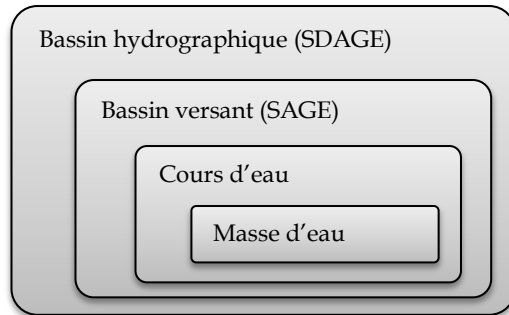 Bassin hydrographique (SDAGE)
Bassin versant (SAGE)
Cours d’eau
Masse d’eau